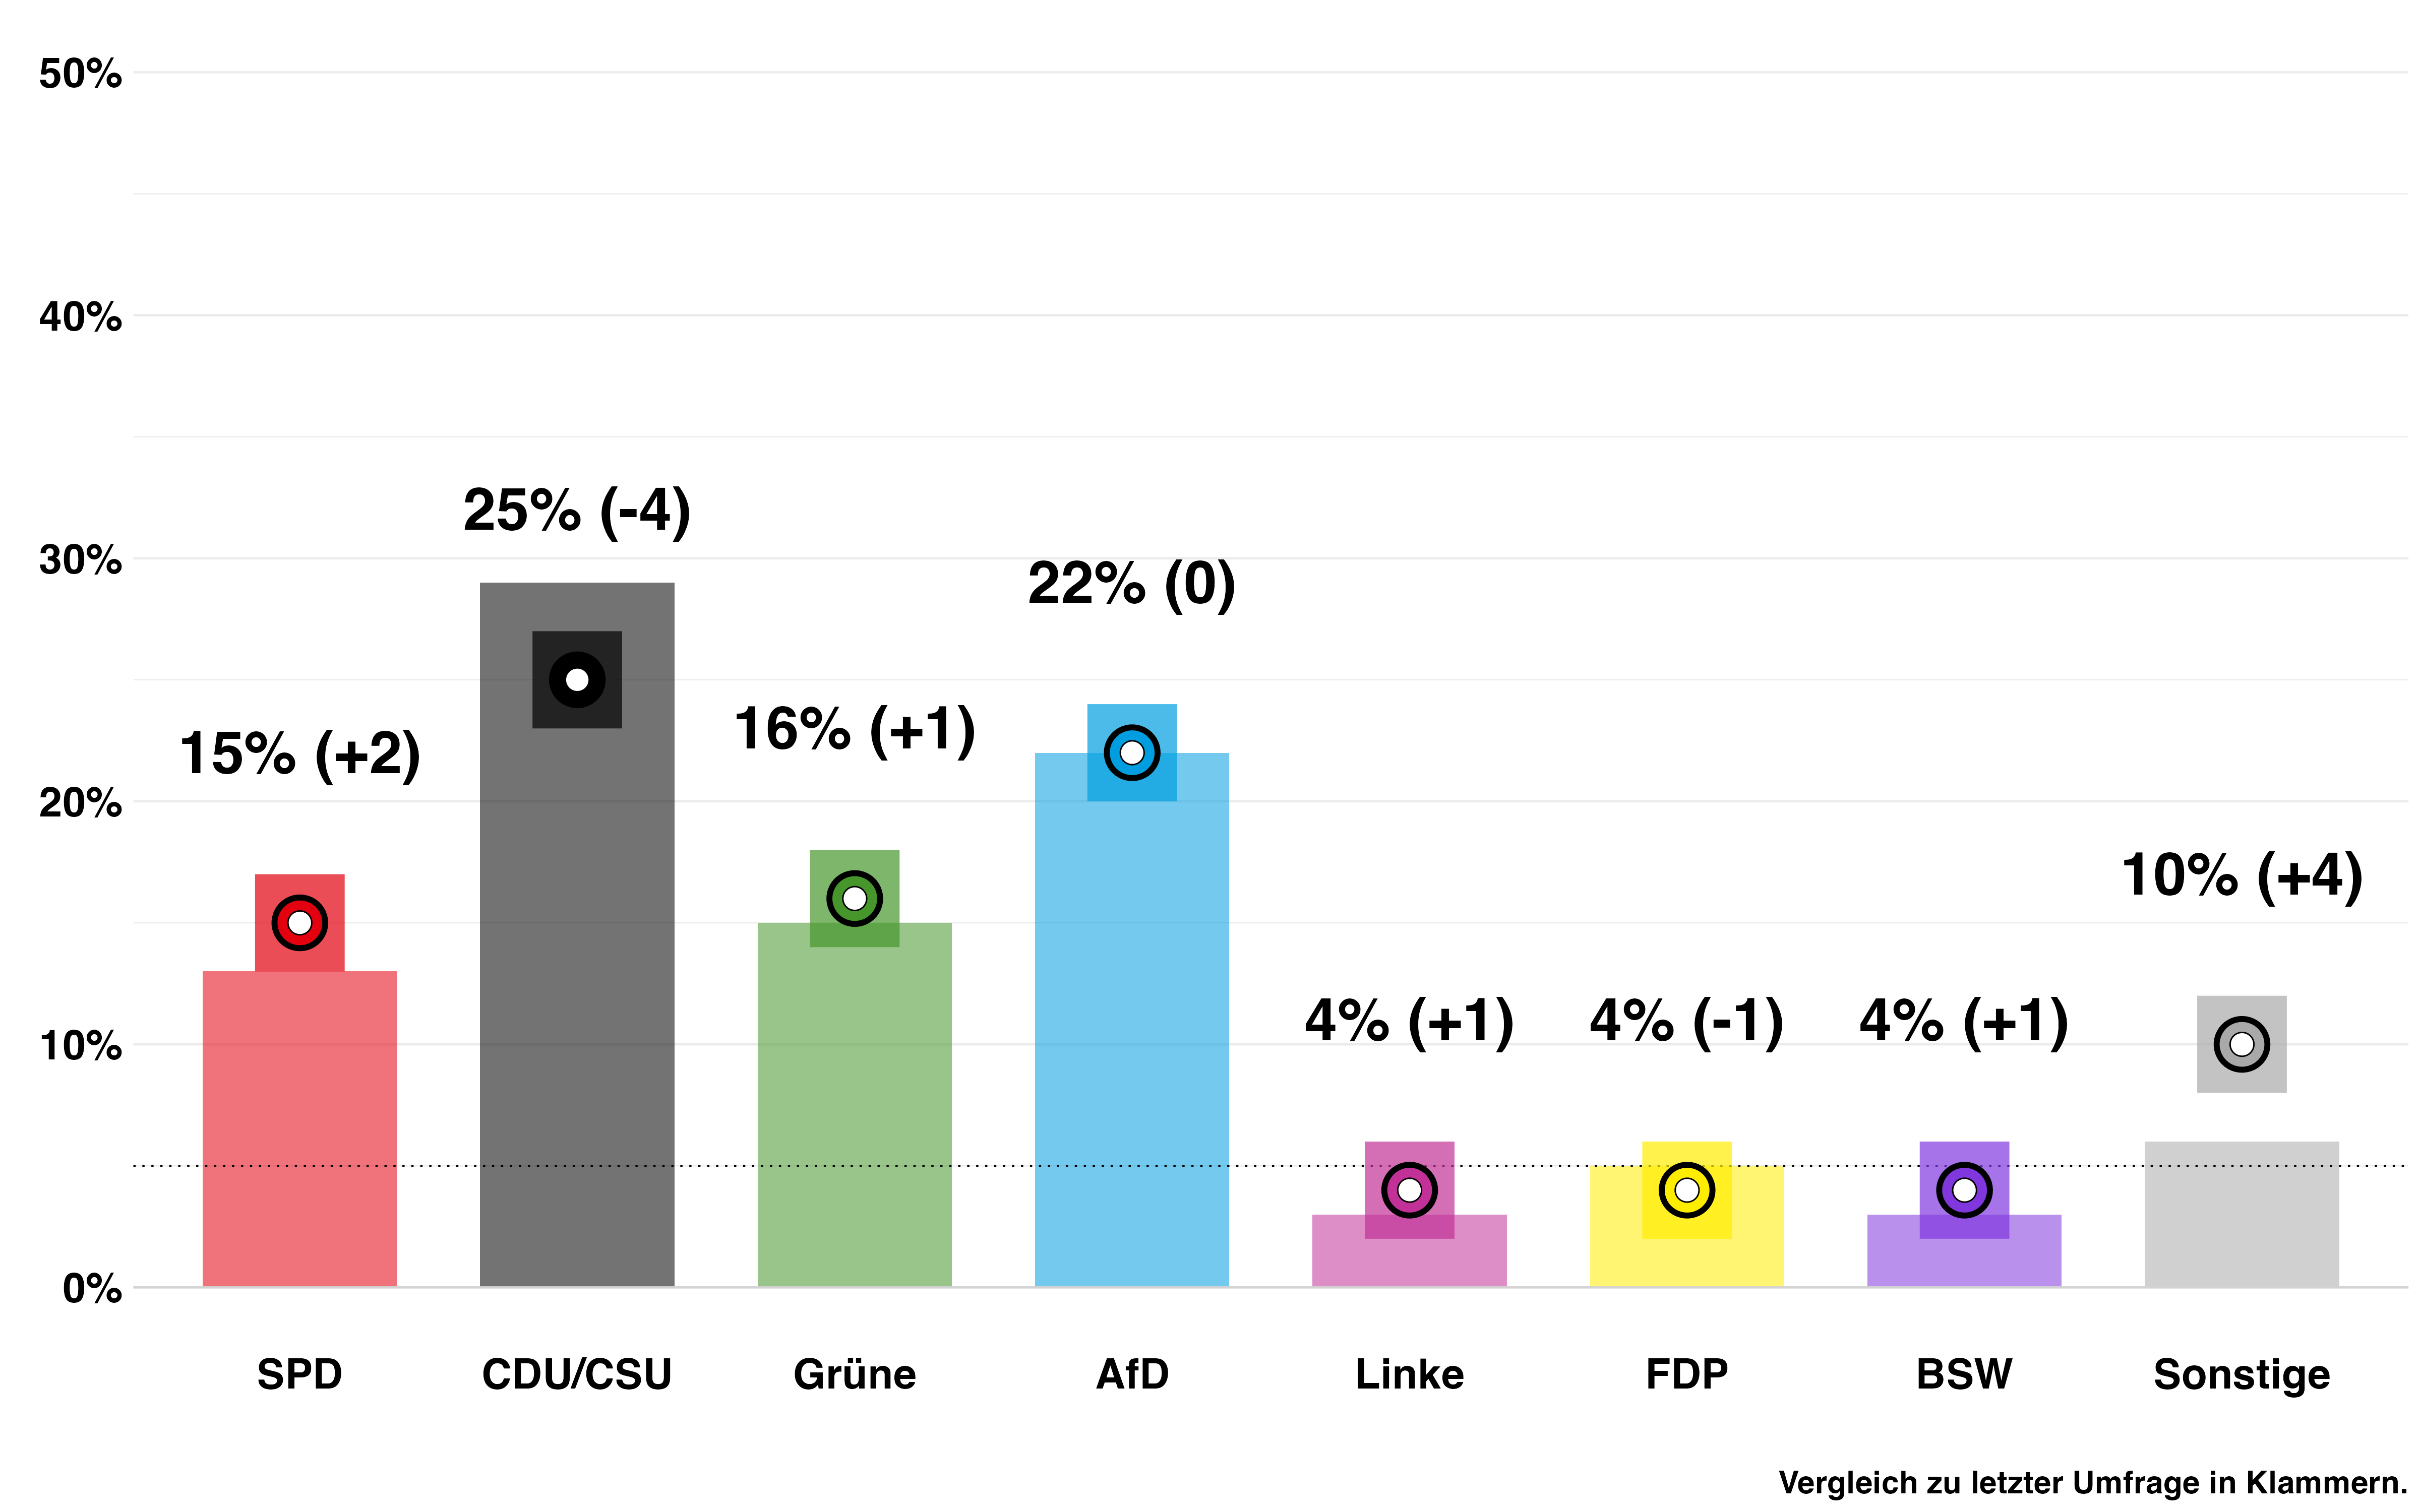 50%
40%
30%
20%
10%
0%
15% (+2)
25% (-4)
16% (+1)
22% (0)
4% (+1)
4% (-1)
4% (+1)
10% (+4)
SPD
CDU/CSU
Grüne
AfD
Linke
FDP
BSW
Sonstige
Vergleich zu letzter Umfrage in Klammern.